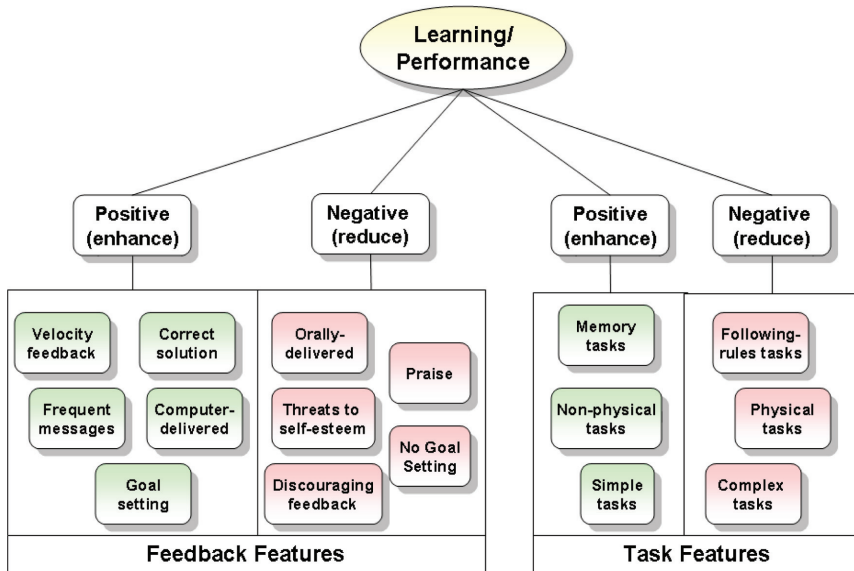 Learning/
Performance
Positive
(enhance)
Negative
(reduce)
Positive
(enhance)
Negative
(reduce)
Velocity
feedback
Correct
solution
Frequent
messages
Computer-
delivered
Goal
setting
Orally-
delivered
Praise
Threats to
self-esteem
No Goal
Setting
Discouraging
feedback
Memory
tasks
Non-physical
tasks
Simple
tasks
Following-
rules tasks
Physical
tasks
Complex
tasks
Feedback Features
Task Features